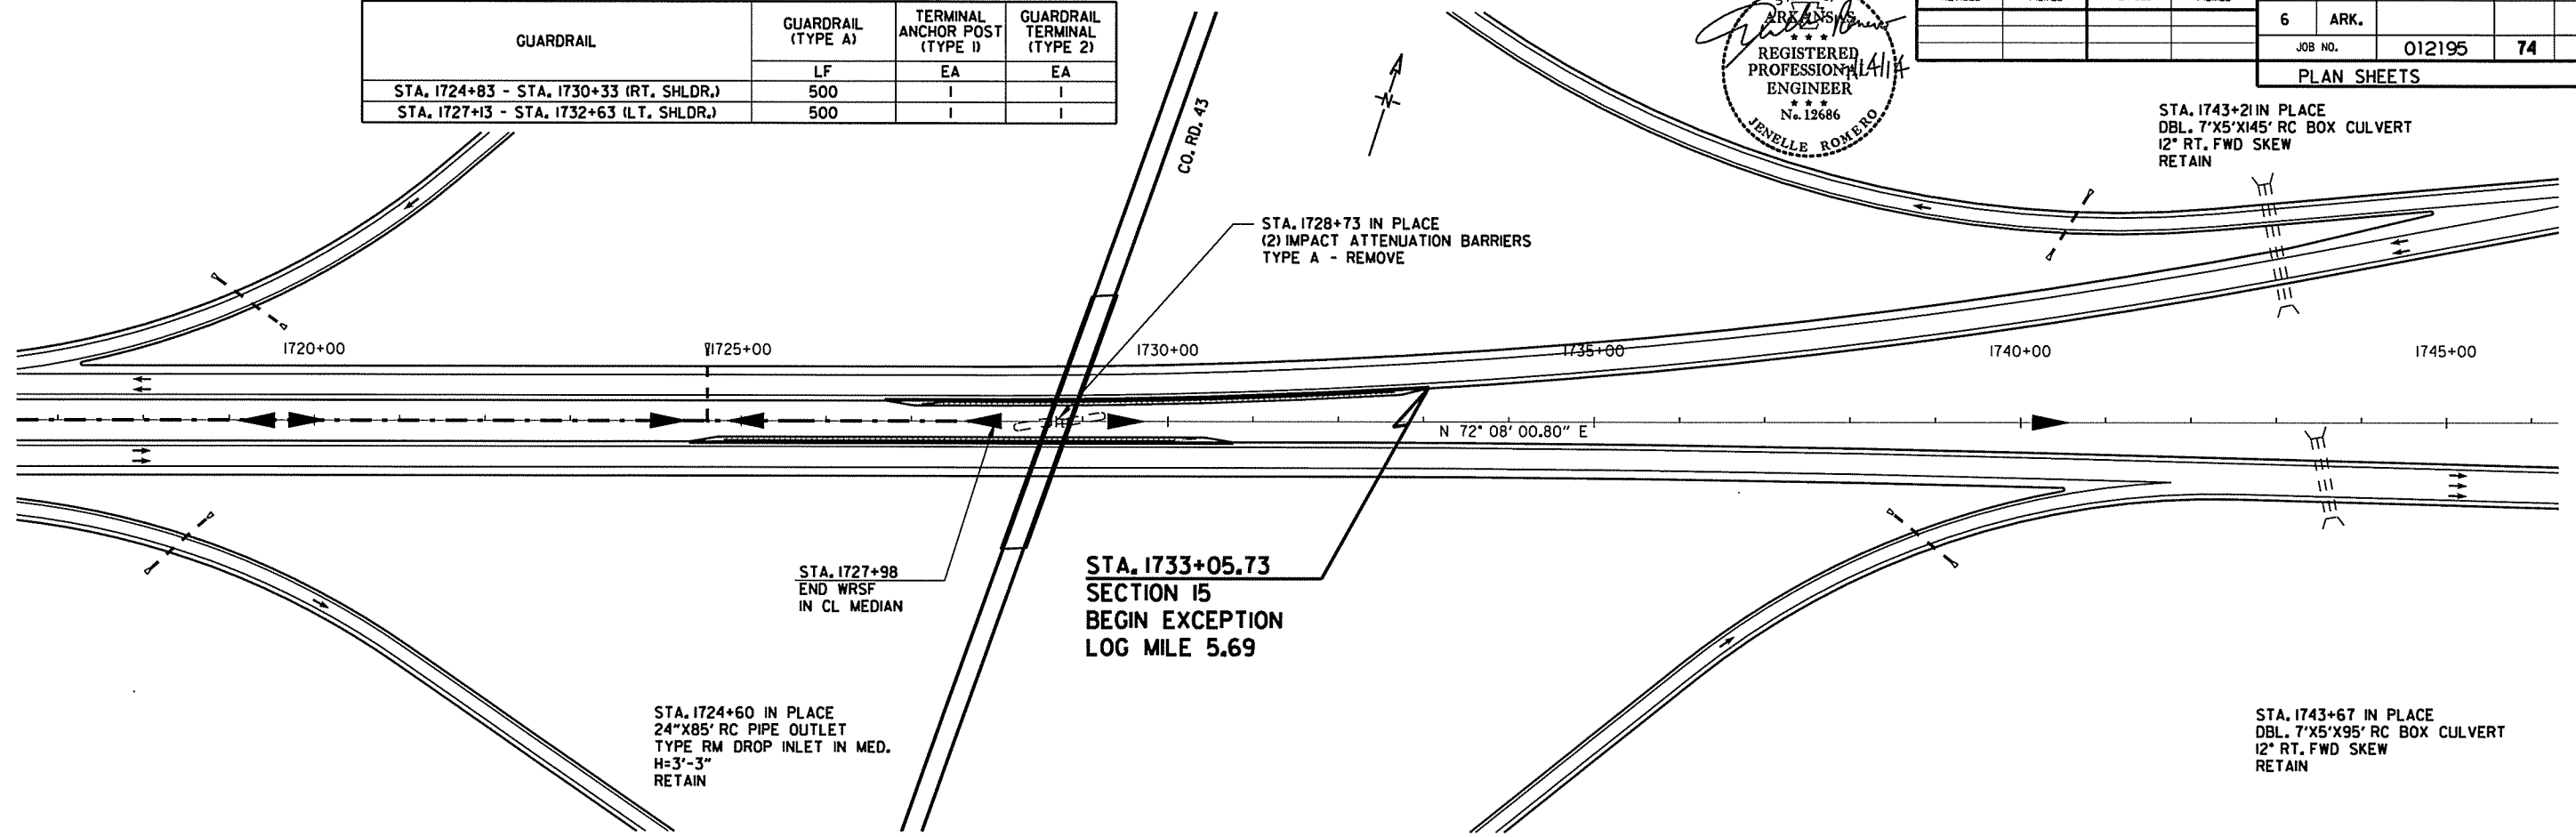 GUARDRAIL
GUARDRAIL (TYPE A)
TERMINAL ANCHOR POST (TYPE 1)
GUARDRAIL TERMINAL (TYPE 2)
LF EA EA
STA. 1724+83 - STA. 1730+33 (RT. SHLDR.) 500 1 1
STA. 1727+13 - STA. 1732+63 (LT. SHLDR.) 500 1 1
ARKANSAS
REGISTERED
PROFESSIONAL
ENGINEER
No. 12686
JENELLE ROMERO
6 ARK.
JOB NO. 012195 74
PLAN SHEETS
N
CO. RD. 43
STA. 1743+21 IN PLACE
DBL. 7'X5'X145' RC BOX CULVERT
12° RT. FWD SKEW
RETAIN
STA. 1728+73 IN PLACE
(2) IMPACT ATTENUATION BARRIERS
TYPE A - REMOVE
1720+00 1725+00 1730+00 1735+00 1740+00 1745+00
N 72° 08' 00.80" E
STA. 1727+98
END WRSF
IN CL MEDIAN
STA. 1733+05.73
SECTION 15
BEGIN EXCEPTION
LOG MILE 5.69
STA. 1724+60 IN PLACE
24"X85' RC PIPE OUTLET
TYPE RM DROP INLET IN MED.
H=3'-3"
RETAIN
STA. 1743+67 IN PLACE
DBL. 7'X5'X95' RC BOX CULVERT
12° RT. FWD SKEW
RETAIN